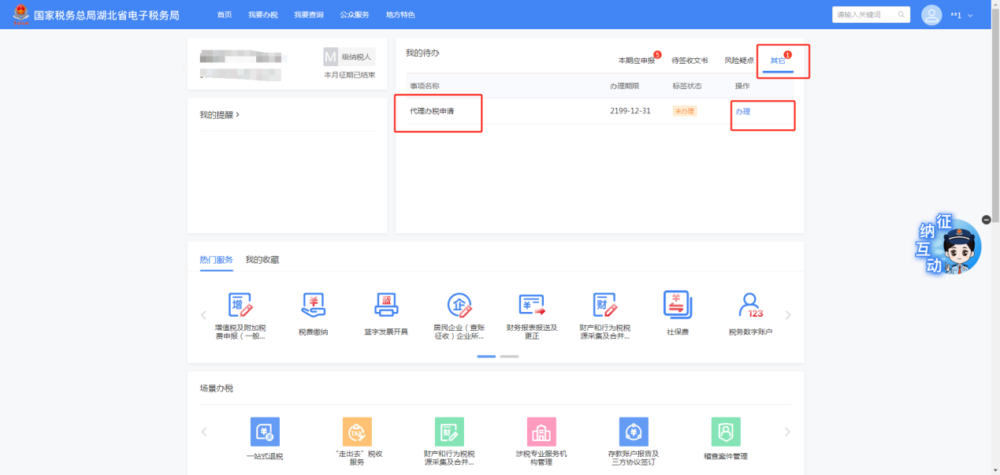 国家税务总局湖北省电子税务局
首页 我要办税 我要查询 公众服务 地方特色
请输入关键词
**1
M 级纳税人
本月征期已结束
我的提醒 >
我的待办
本期应申报 5 待签收文书 风险疑点 其它 1
事项名称 办理期限 标签状态 操作
代理办税申请 2199-12-31 未办理 办理
征纳互动
热门服务 我的收藏
增值税及附加税
费申报（一般...
税费缴纳
蓝字发票开具
居民企业（查账
征收）企业所...
财务报表报送及
更正
财产和行为税税
源采集及合并...
社保费
税务数字账户
增
蓝
企
财
123
场景办税
一站式退税
“走出去”税收
服务
财产和行为税税
源采集及合并...
涉税专业服务机
构管理
存款账户报告及
三方协议签订
稽查案件管理
TAX
财